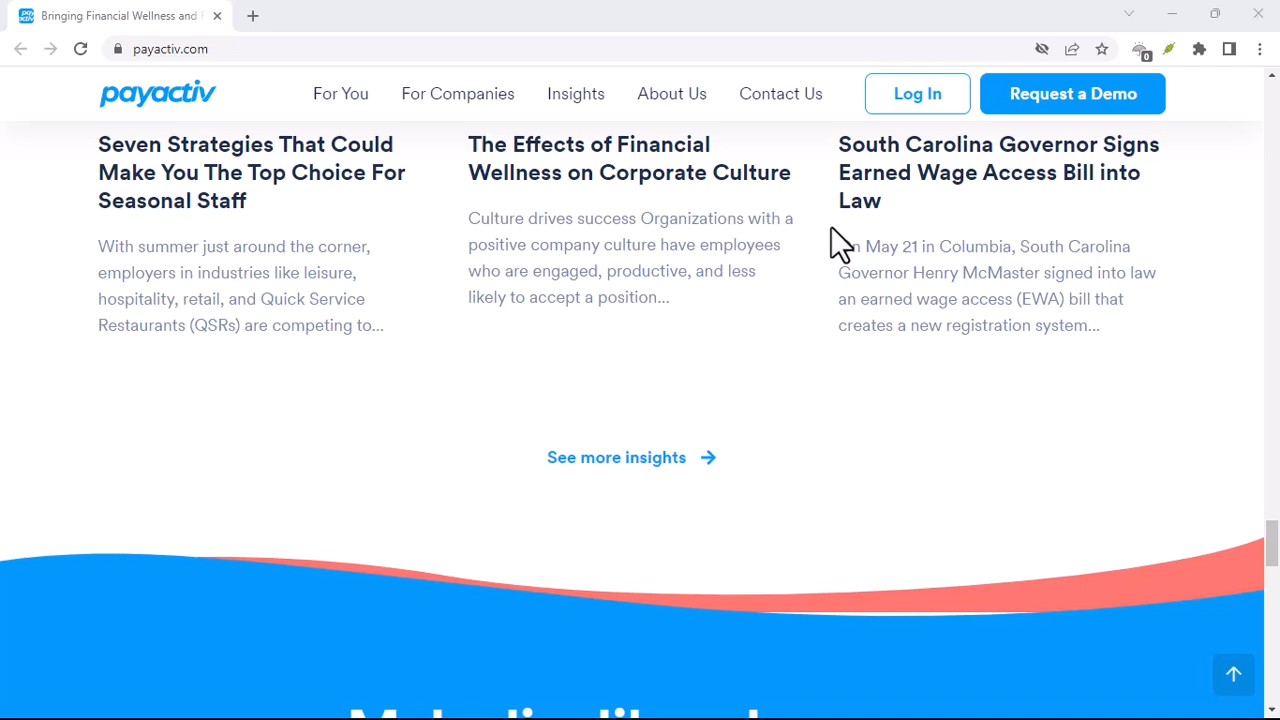 Bringing Financial Wellness and
payactiv.com
0
payactiv
For You
For Companies
Insights
About Us
Contact Us
Log In
Request a Demo
Seven Strategies That Could
Make You The Top Choice For
Seasonal Staff
With summer just around the corner,
employers in industries like leisure,
hospitality, retail, and Quick Service
Restaurants (QSRs) are competing to...
The Effects of Financial
Wellness on Corporate Culture
Culture drives success Organizations with a
positive company culture have employees
who are engaged, productive, and less
likely to accept a position...
South Carolina Governor Signs
Earned Wage Access Bill into
Law
May 21 in Columbia, South Carolina
Governor Henry McMaster signed into law
an earned wage access (EWA) bill that
creates a new registration system...
See more insights